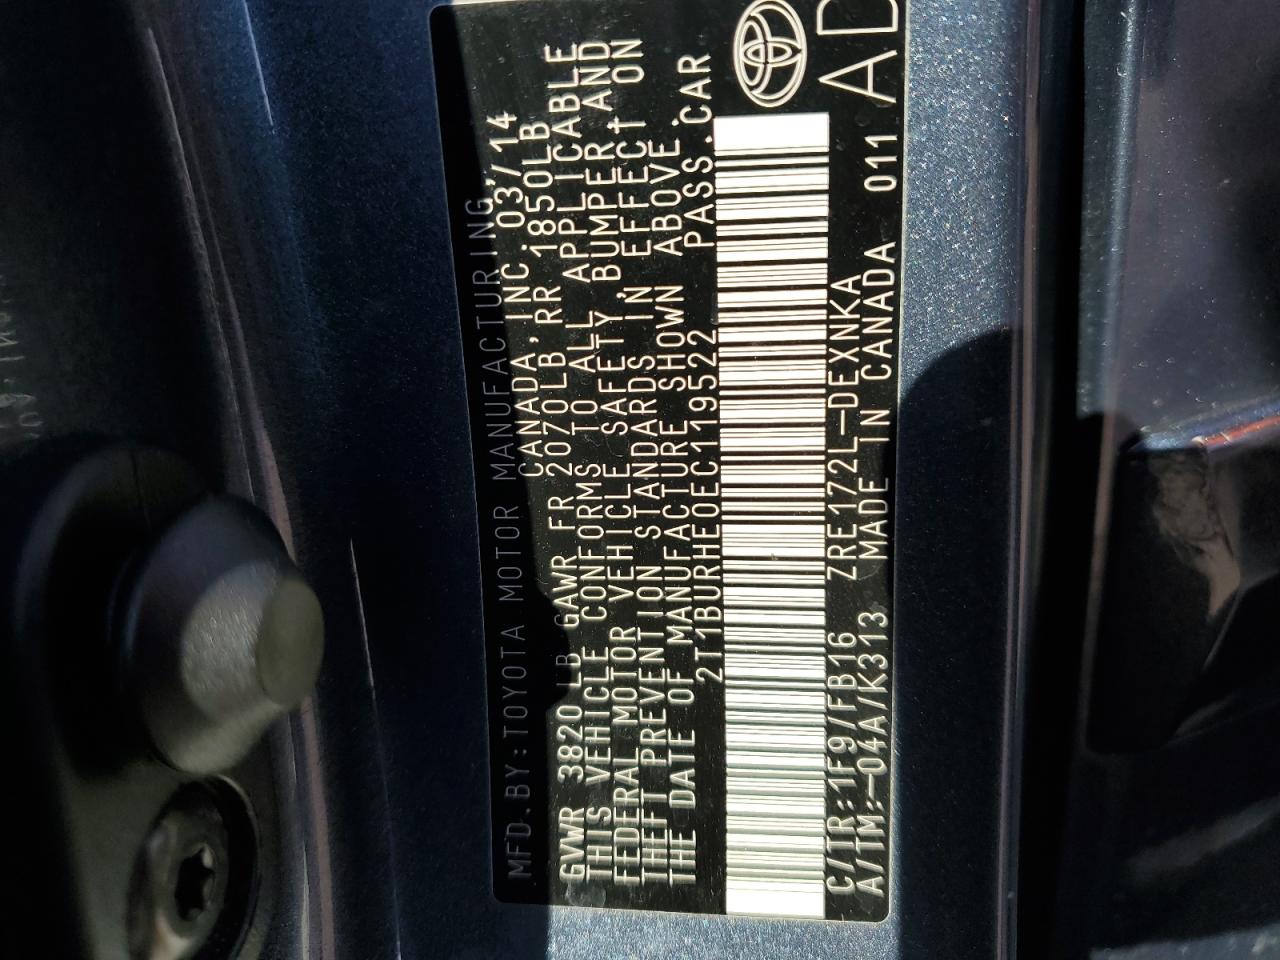 MFD. BY: TOYOTA MOTOR MANUFACTURING
CANADA, INC. 03/14
GVWR 3820 LB GAWR FR 2070LB RR 1850LB
THIS VEHICLE CONFORMS TO ALL APPLICABLE
FEDERAL MOTOR VEHICLE SAFETY, BUMPER, AND
THEFT PREVENTION STANDARDS IN EFFECT ON
THE DATE OF MANUFACTURE SHOWN ABOVE.
2T1BURHE0EC119522 PASS. CAR
C/TR: 1F9/FB16 ZRE172L-DEXNKA
A/TM: -04A/K313 MADE IN CANADA 011 AD